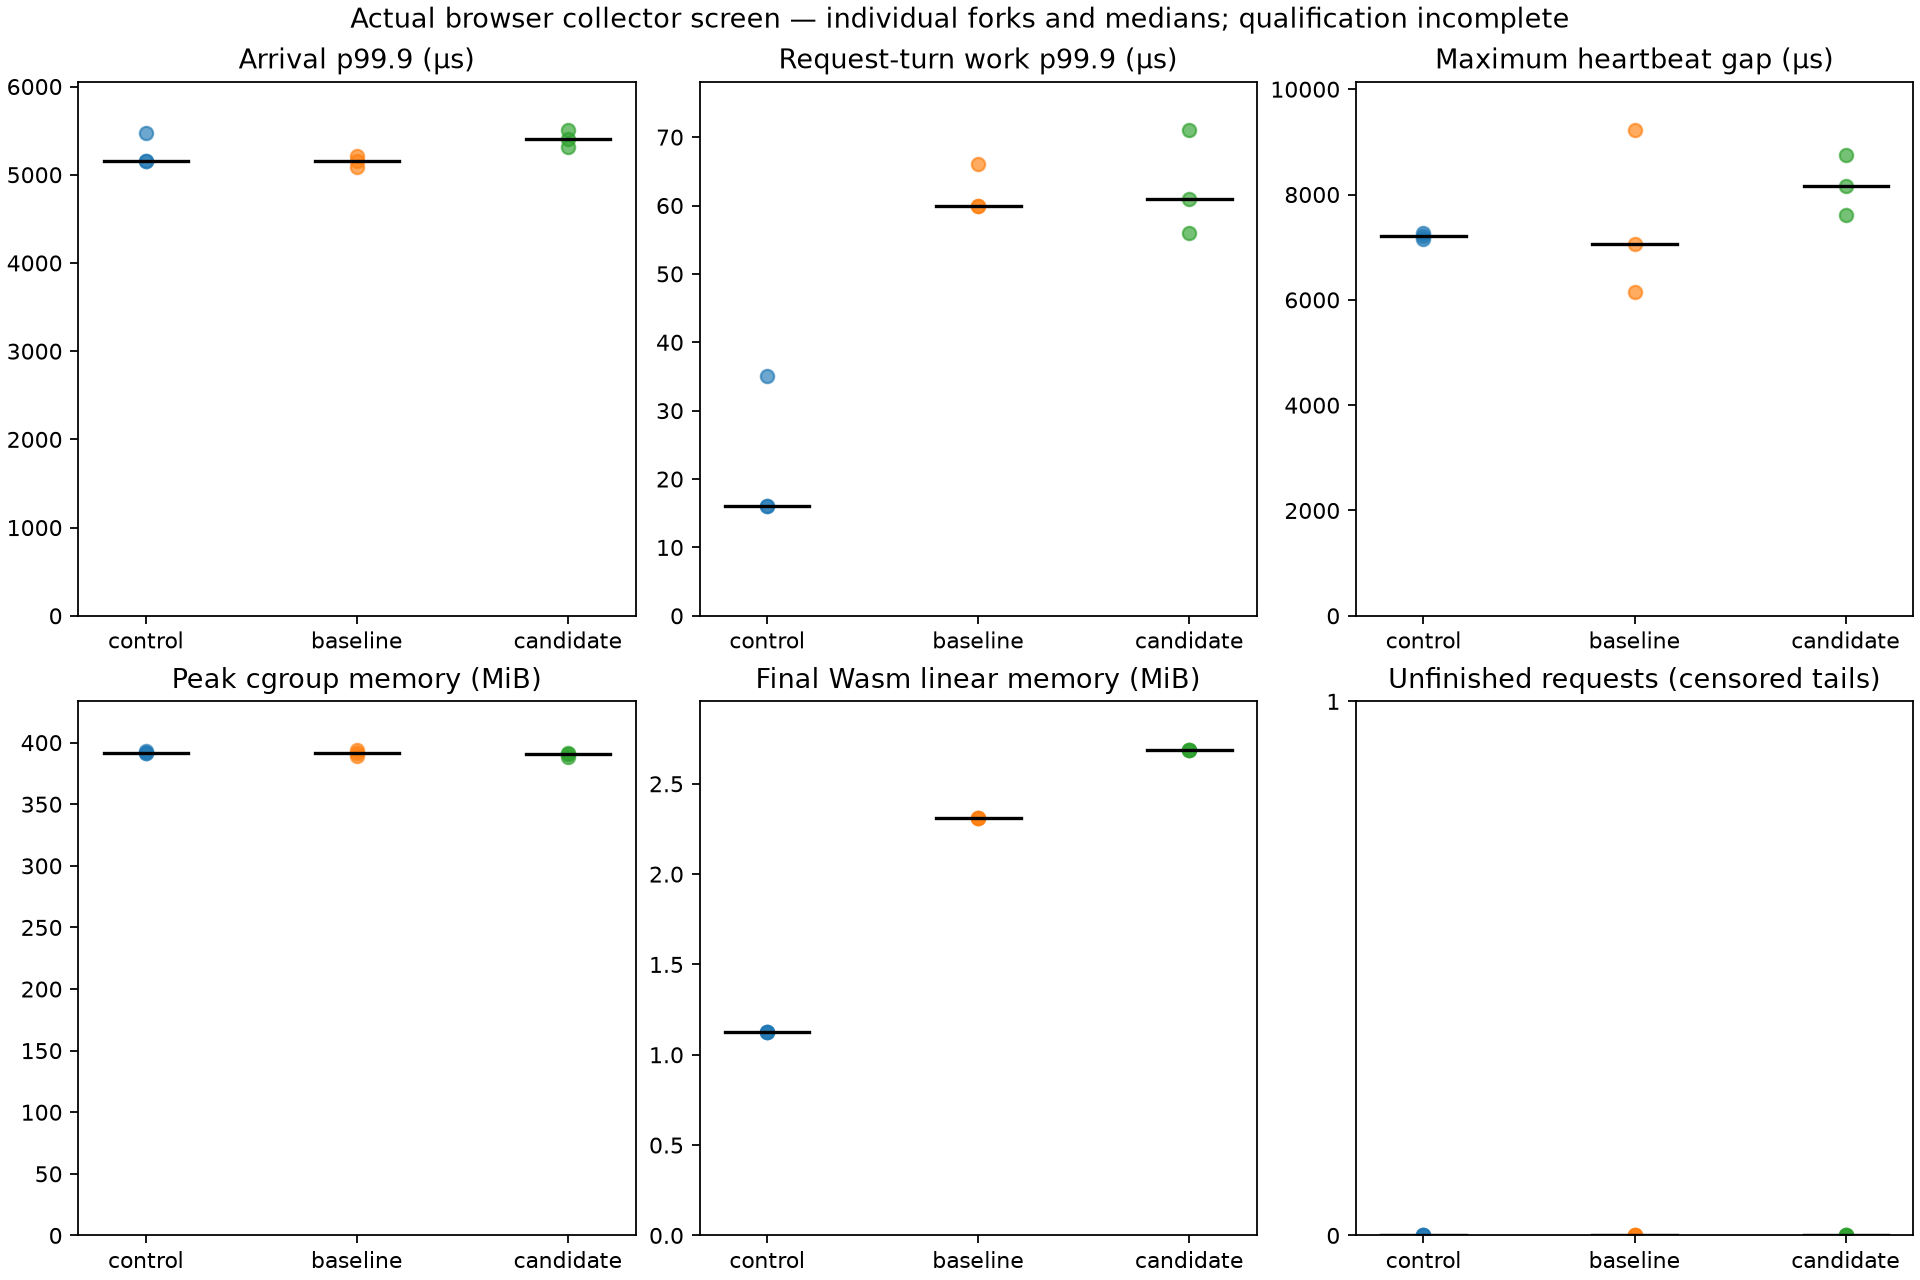 Actual browser collector screen — individual forks and medians; qualification incomplete
Arrival p99.9 (µs)
6000
5000
4000
3000
2000
1000
0
control baseline candidate
Request-turn work p99.9 (µs)
70
60
50
40
30
20
10
0
control baseline candidate
Maximum heartbeat gap (µs)
10000
8000
6000
4000
2000
0
control baseline candidate
Peak cgroup memory (MiB)
400
350
300
250
200
150
100
50
0
control baseline candidate
Final Wasm linear memory (MiB)
2.5
2.0
1.5
1.0
0.5
0.0
control baseline candidate
Unfinished requests (censored tails)
1
0
control baseline candidate